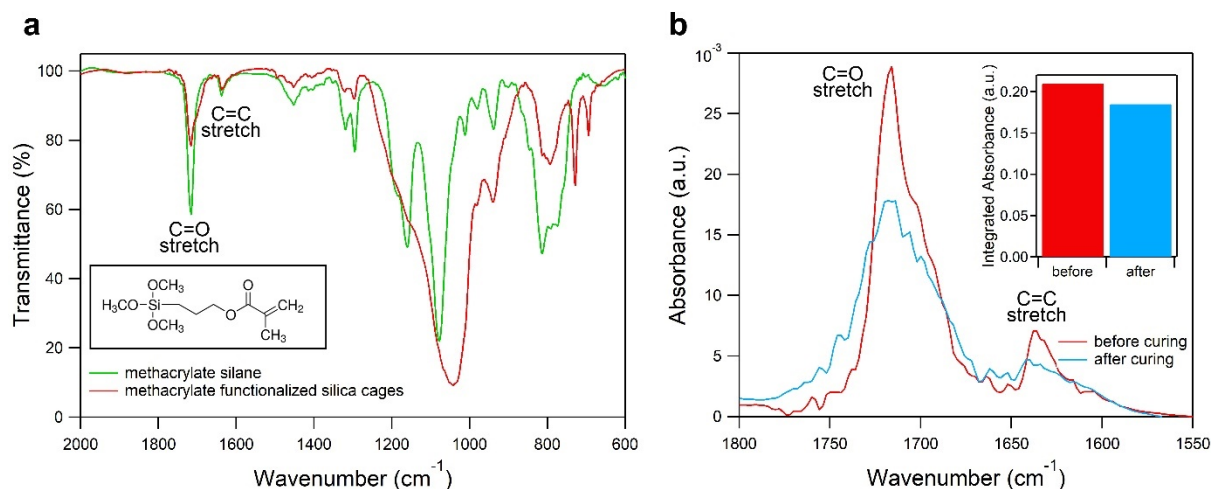 a
Transmittance (%)
100
80
60
40
20
0
C=C
stretch
C=O
stretch
OCH₃
H₃CO–Si
OCH₃
O
O
CH₂
CH₃
methacrylate silane
methacrylate functionalized silica cages
2000
1800
1600
1400
1200
1000
800
600
Wavenumber (cm⁻¹)
b
Absorbance (a.u.)
10⁻³
25
20
15
10
5
0
C=O
stretch
Integrated Absorbance (a.u.)
0.20
0.15
0.10
0.05
0.00
before
after
C=C
stretch
before curing
after curing
1800
1750
1700
1650
1600
1550
Wavenumber (cm⁻¹)